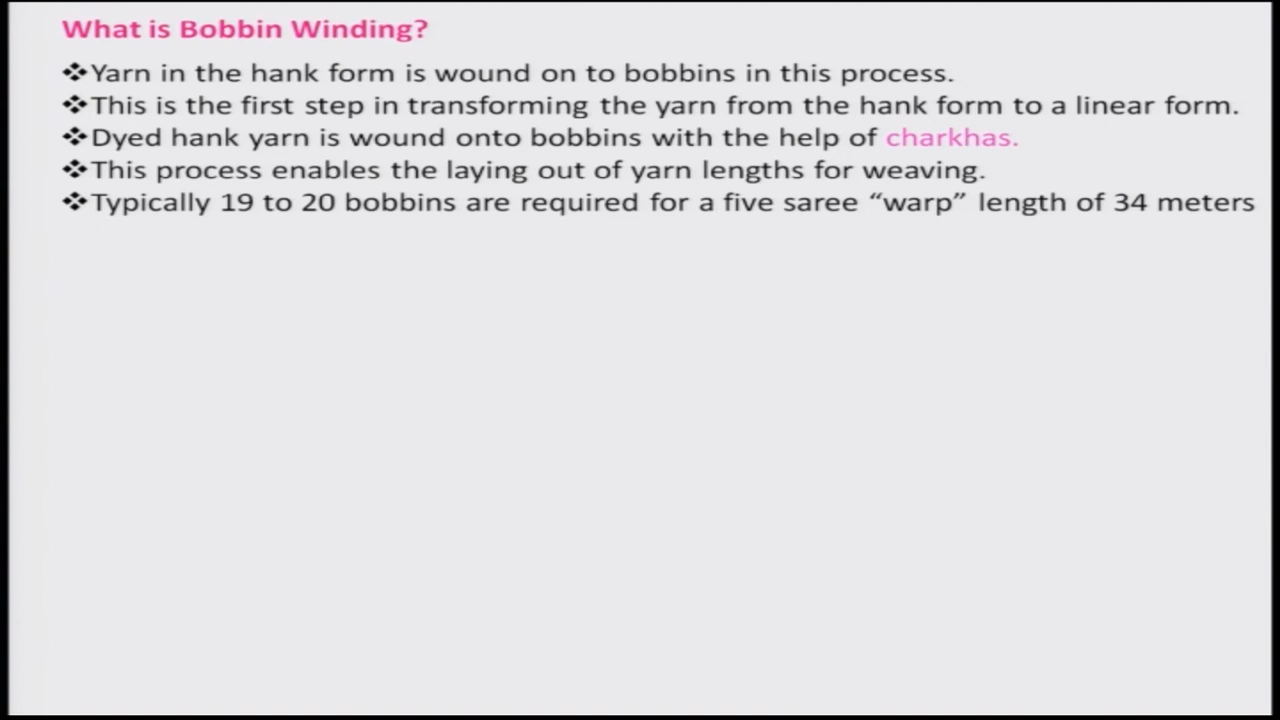 What is Bobbin Winding?
❖Yarn in the hank form is wound on to bobbins in this process.
❖This is the first step in transforming the yarn from the hank form to a linear form.
❖Dyed hank yarn is wound onto bobbins with the help of charkhas.
❖This process enables the laying out of yarn lengths for weaving.
❖Typically 19 to 20 bobbins are required for a five saree “warp” length of 34 meters